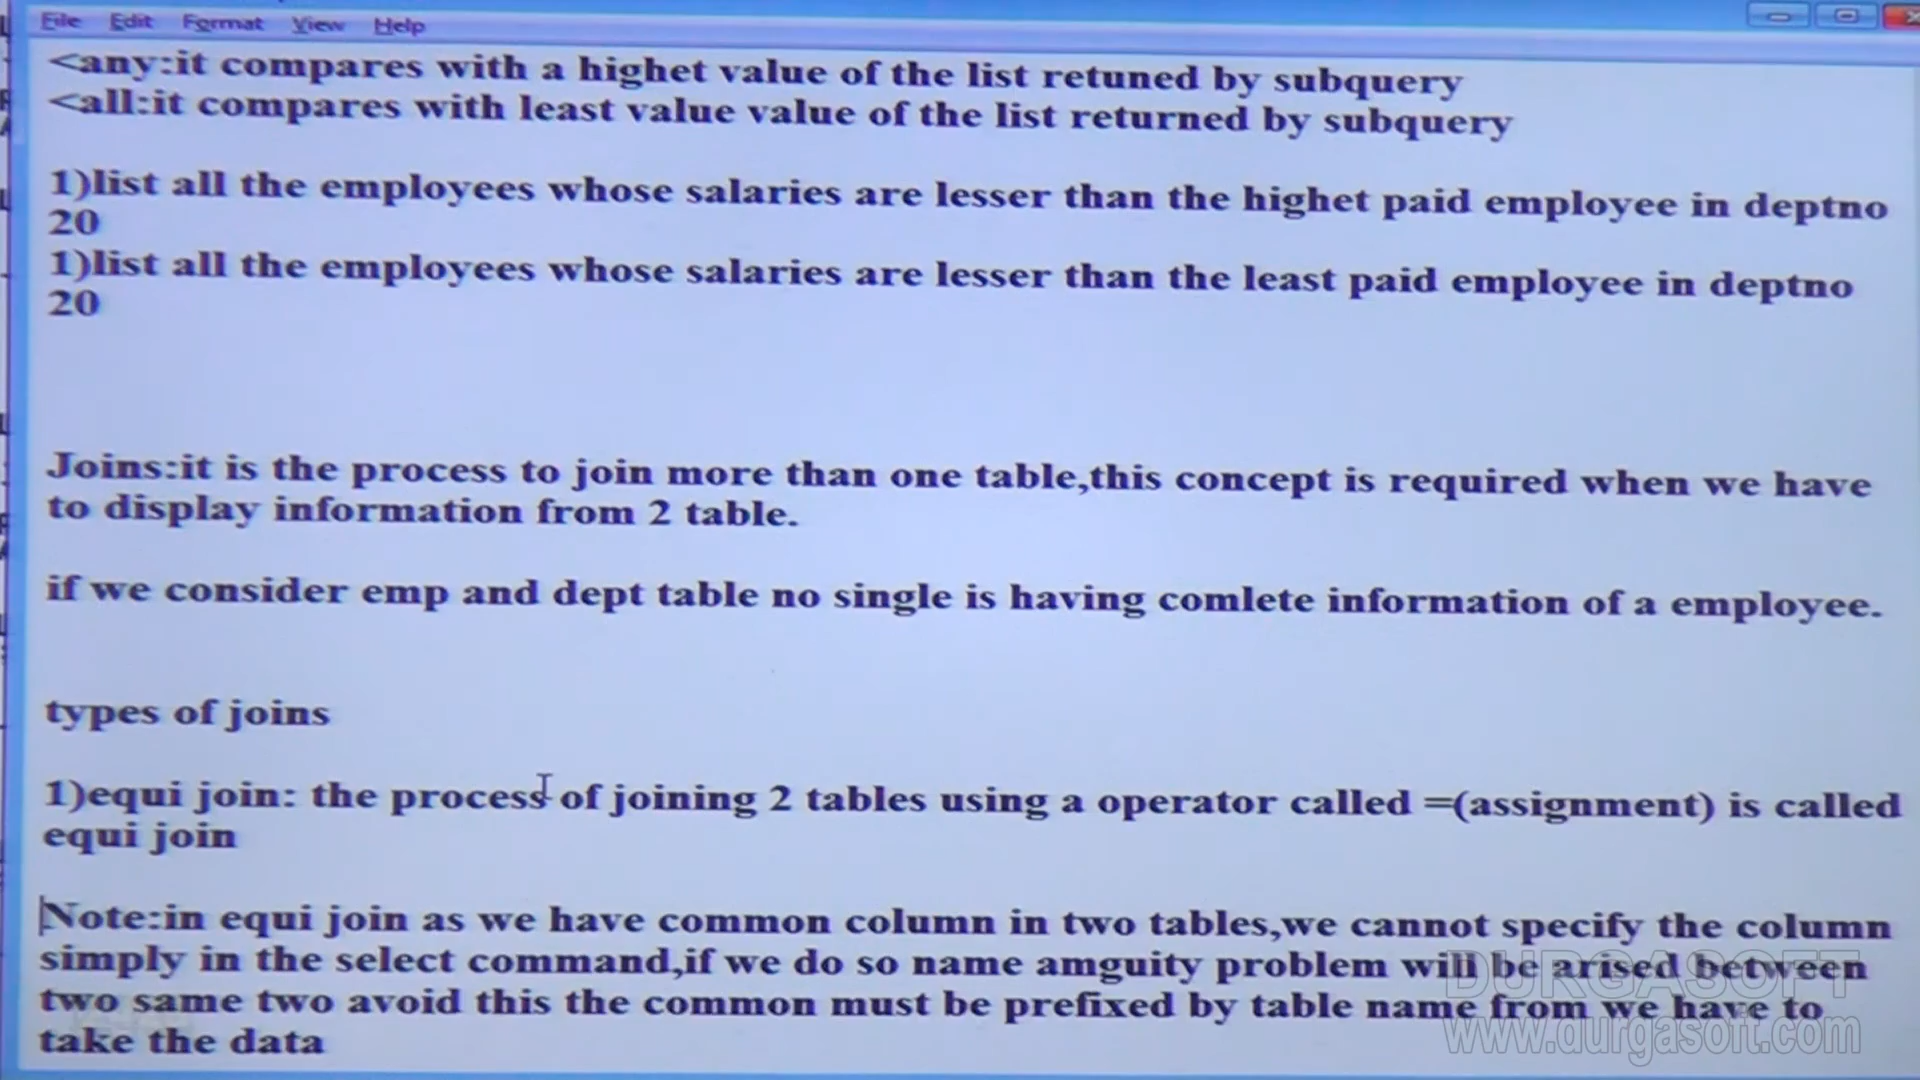 File Edit Format View Help
<any:it compares with a highet value of the list retuned by subquery
<all:it compares with least value value of the list returned by subquery
1)list all the employees whose salaries are lesser than the highet paid employee in deptno
20
1)list all the employees whose salaries are lesser than the least paid employee in deptno
20
Joins:it is the process to join more than one table,this concept is required when we have
to display information from 2 table.
if we consider emp and dept table no single is having comlete information of a employee.
types of joins
1)equi join: the process of joining 2 tables using a operator called =(assignment) is called
equi join
Note:in equi join as we have common column in two tables,we cannot specify the column
simply in the select command,if we do so name amguity problem will be arised between
two same two avoid this the common must be prefixed by table name from we have to
take the data
DURGASOFT
www.durgasoft.com